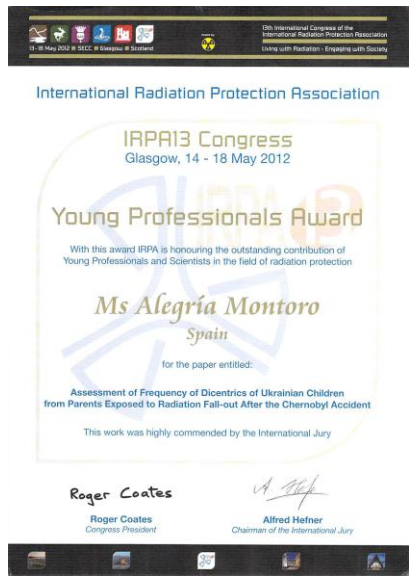 13th International Congress of the
International Radiation Protection Association
13-18 May 2012 SECC Glasgow Scotland
Living with Radiation - Engaging with Society
International Radiation Protection Association
IRPA13 Congress
Glasgow, 14 - 18 May 2012
IRPA 13
Young Professionals Award
With this award IRPA is honouring the outstanding contribution of
Young Professionals and Scientists in the field of radiation protection
Ms Alegría Montoro
Spain
for the paper entitled:
Assessment of Frequency of Dicentrics of Ukrainian Children
from Parents Exposed to Radiation Fall-out After the Chernobyl Accident
This work was highly commended by the International Jury
Roger Coates
Roger Coates
Congress President
Alfred Hefner
Chairman of the International Jury